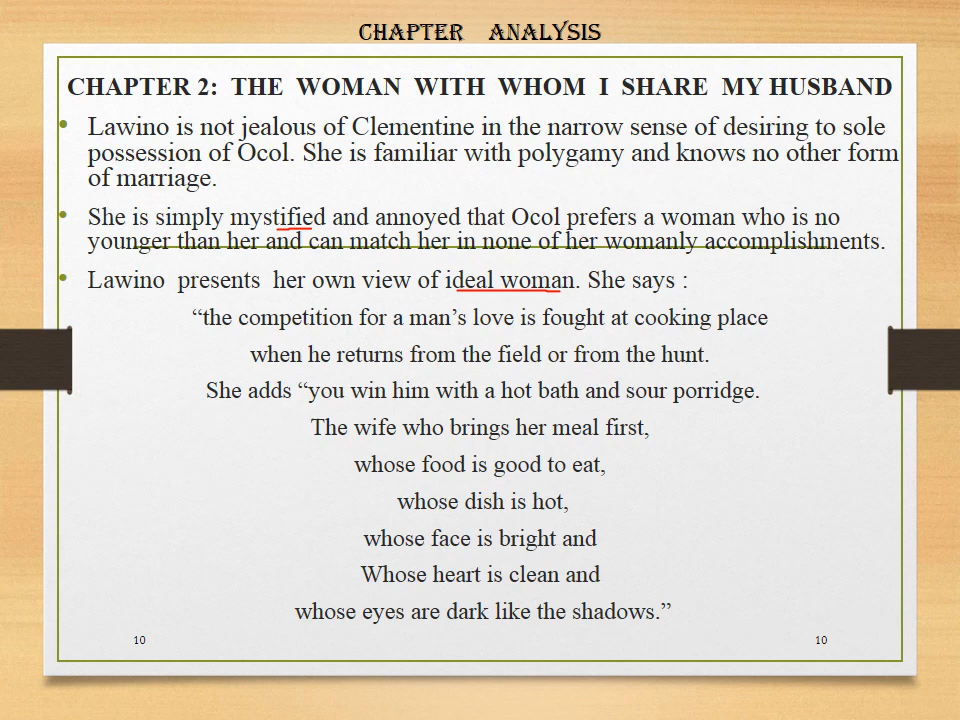 CHAPTER ANALYSIS
CHAPTER 2: THE WOMAN WITH WHOM I SHARE MY HUSBAND
• Lawino is not jealous of Clementine in the narrow sense of desiring to sole
possession of Ocol. She is familiar with polygamy and knows no other form
of marriage.
• She is simply mystified and annoyed that Ocol prefers a woman who is no
younger than her and can match her in none of her womanly accomplishments.
• Lawino presents her own view of ideal woman. She says :
“the competition for a man’s love is fought at cooking place
when he returns from the field or from the hunt.
She adds “you win him with a hot bath and sour porridge.
The wife who brings her meal first,
whose food is good to eat,
whose dish is hot,
whose face is bright and
Whose heart is clean and
whose eyes are dark like the shadows.”
10 10